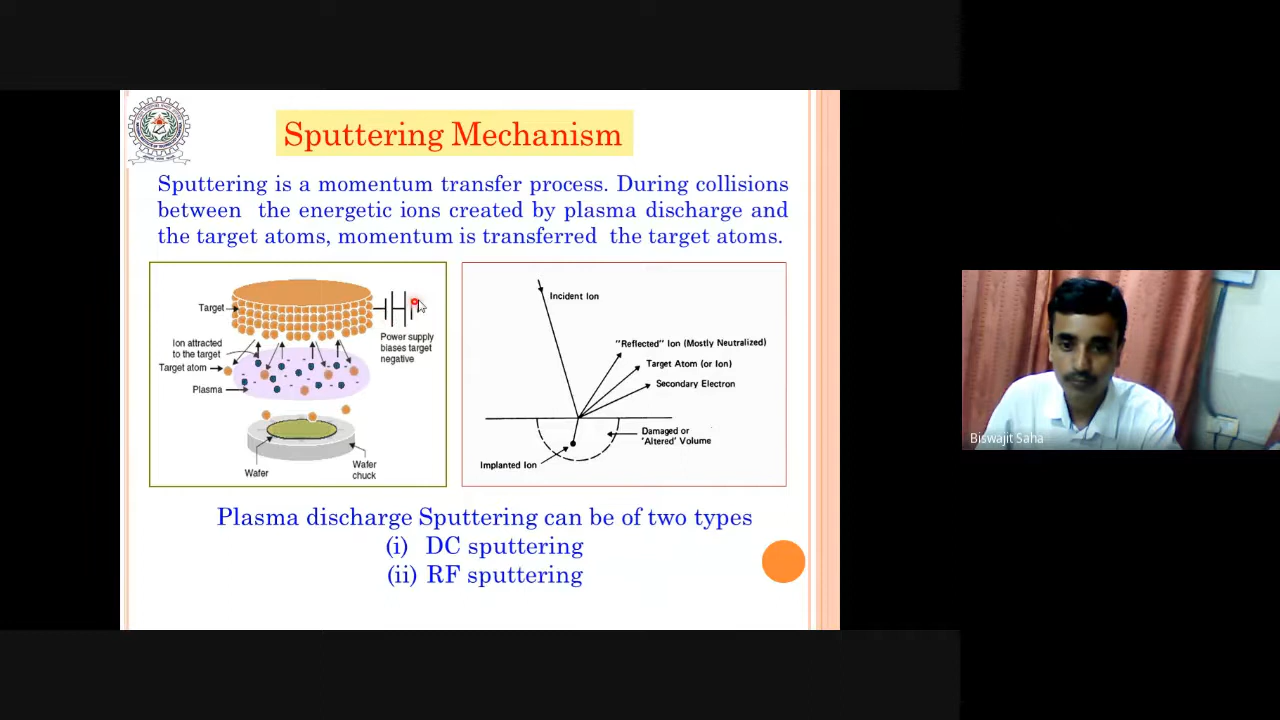 Sputtering Mechanism
Sputtering is a momentum transfer process. During collisions
between the energetic ions created by plasma discharge and
the target atoms, momentum is transferred the target atoms.
Target
Ion attracted
to the target
Target atom
Plasma
Power supply
biases target
negative
Wafer
Wafer
chuck
Incident Ion
"Reflected" Ion (Mostly Neutralized)
Target Atom (or Ion)
Secondary Electron
Damaged or
'Altered' Volume
Implanted Ion
Plasma discharge Sputtering can be of two types
(i) DC sputtering
(ii) RF sputtering
Biswajit Saha